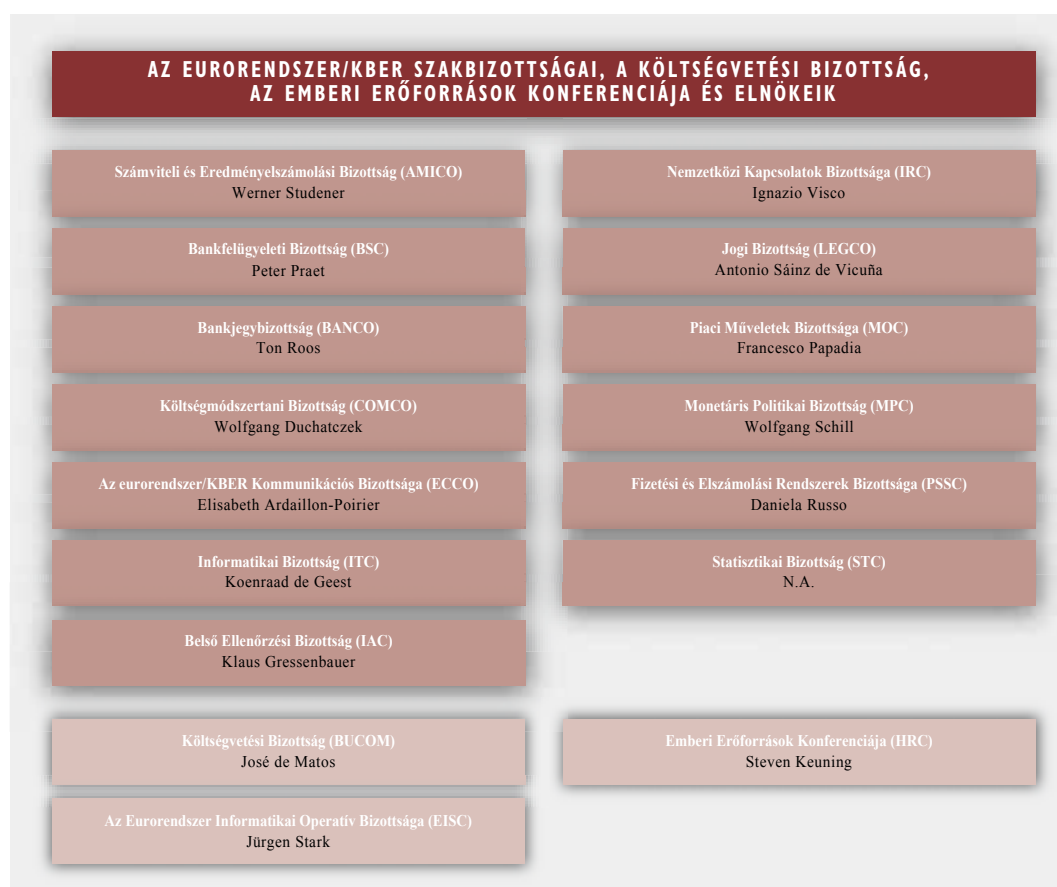 AZ EURORENDSZER/KBER SZAKBIZOTTSÁGAI, A KÖLTSÉGVETÉSI BIZOTTSÁG,
AZ EMBERI ERŐFORRÁSOK KONFERENCIÁJA ÉS ELNÖKEIK
Számviteli és Eredményelszámolási Bizottság (AMICO)
Werner Studener
Bankfelügyeleti Bizottság (BSC)
Peter Praet
Bankjegybizottság (BANCO)
Ton Roos
Költségmódszertani Bizottság (COMCO)
Wolfgang Duchatczek
Az eurorendszer/KBER Kommunikációs Bizottsága (ECCO)
Elisabeth Ardaillon-Poirier
Informatikai Bizottság (ITC)
Koenraad de Geest
Belső Ellenőrzési Bizottság (IAC)
Klaus Gressenbauer
Nemzetközi Kapcsolatok Bizottsága (IRC)
Ignazio Visco
Jogi Bizottság (LEGCO)
Antonio Sáinz de Vicuña
Piaci Műveletek Bizottsága (MOC)
Francesco Papadia
Monetáris Politikai Bizottság (MPC)
Wolfgang Schill
Fizetési és Elszámolási Rendszerek Bizottsága (PSSC)
Daniela Russo
Statisztikai Bizottság (STC)
N.A.
Költségvetési Bizottság (BUCOM)
José de Matos
Az Eurorendszer Informatikai Operatív Bizottsága (EISC)
Jürgen Stark
Emberi Erőforrások Konferenciája (HRC)
Steven Keuning